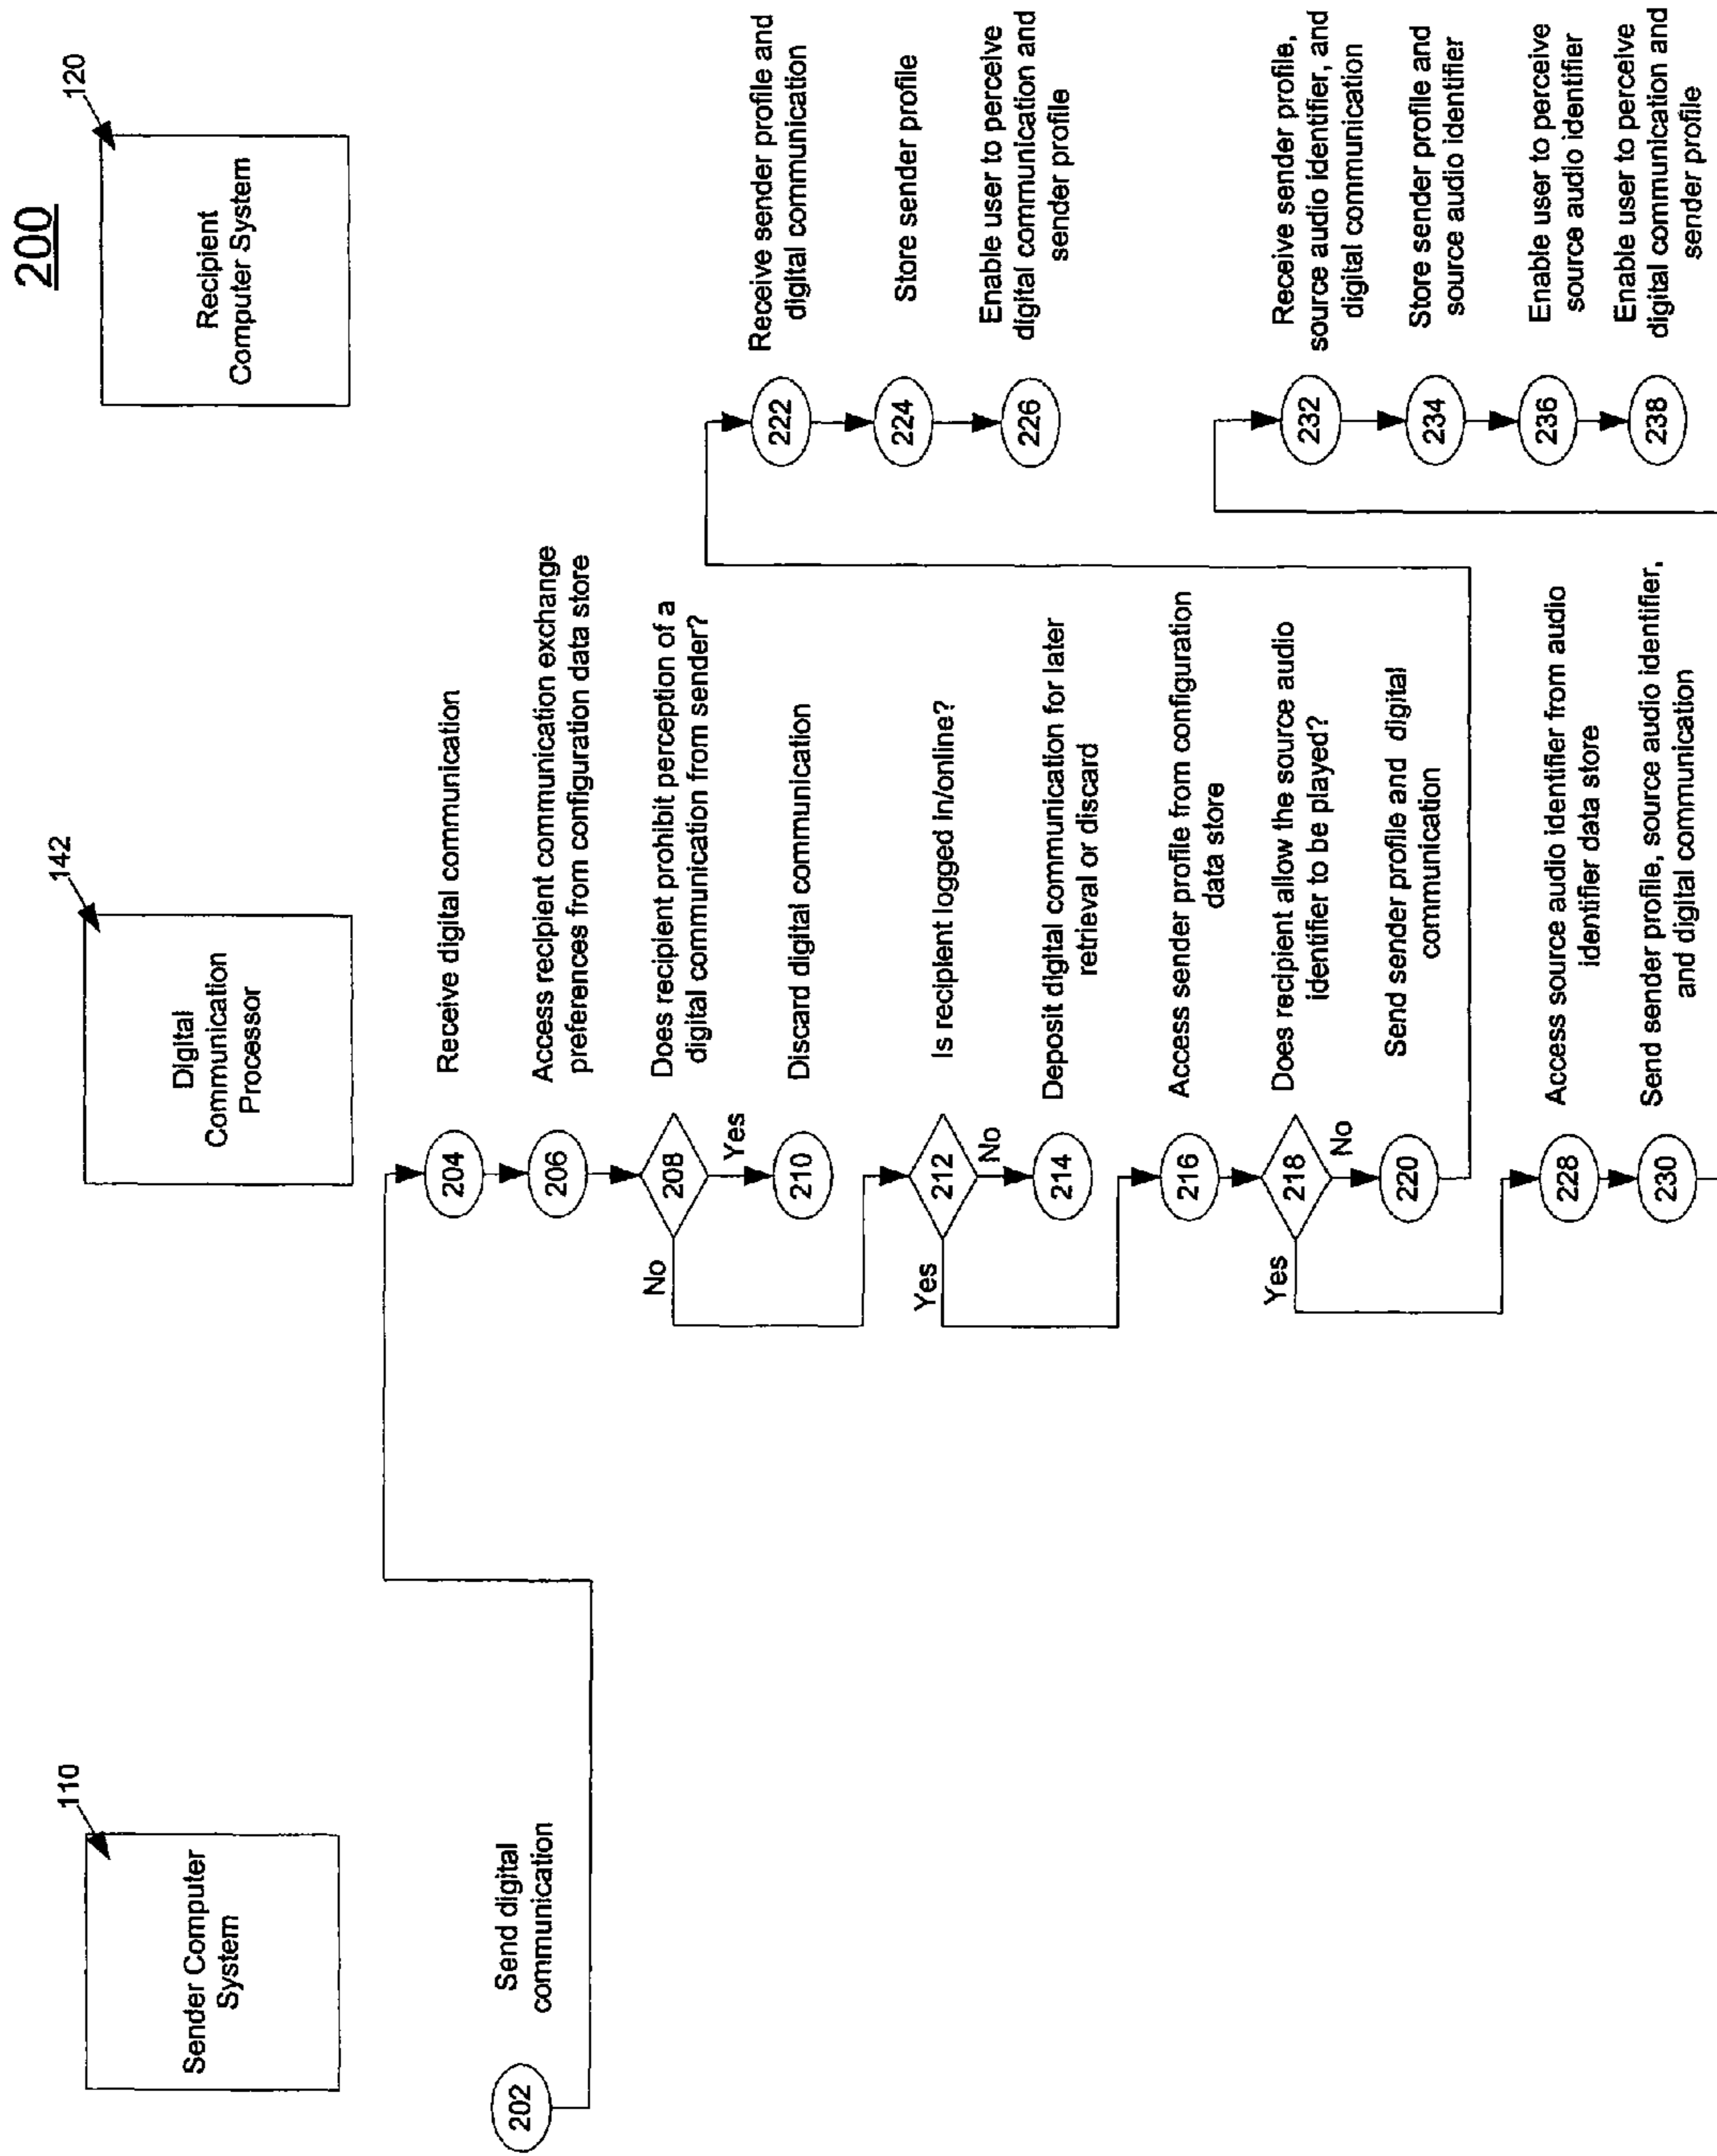 200
110
Sender Computer
System
142
Digital
Communication
Processor
120
Recipient
Computer System
202
Send digital
communication
204
Receive digital communication
206
Access recipient communication exchange
preferences from configuration data store
208
Does recipient prohibit perception of a
digital communication from sender?
Yes
No
210
Discard digital communication
212
Is recipient logged in/online?
No
Yes
214
Deposit digital communication for later
retrieval or discard
216
Access sender profile from configuration
data store
218
Does recipient allow the source audio
identifier to be played?
No
Yes
220
Send sender profile and digital
communication
222
Receive sender profile and
digital communication
224
Store sender profile
226
Enable user to perceive
digital communication and
sender profile
228
Access source audio identifier from audio
identifier data store
230
Send sender profile, source audio identifier,
and digital communication
232
Receive sender profile,
source audio identifier, and
digital communication
234
Store sender profile and
source audio identifier
236
Enable user to perceive
source audio identifier
238
Enable user to perceive
digital communication and
sender profile